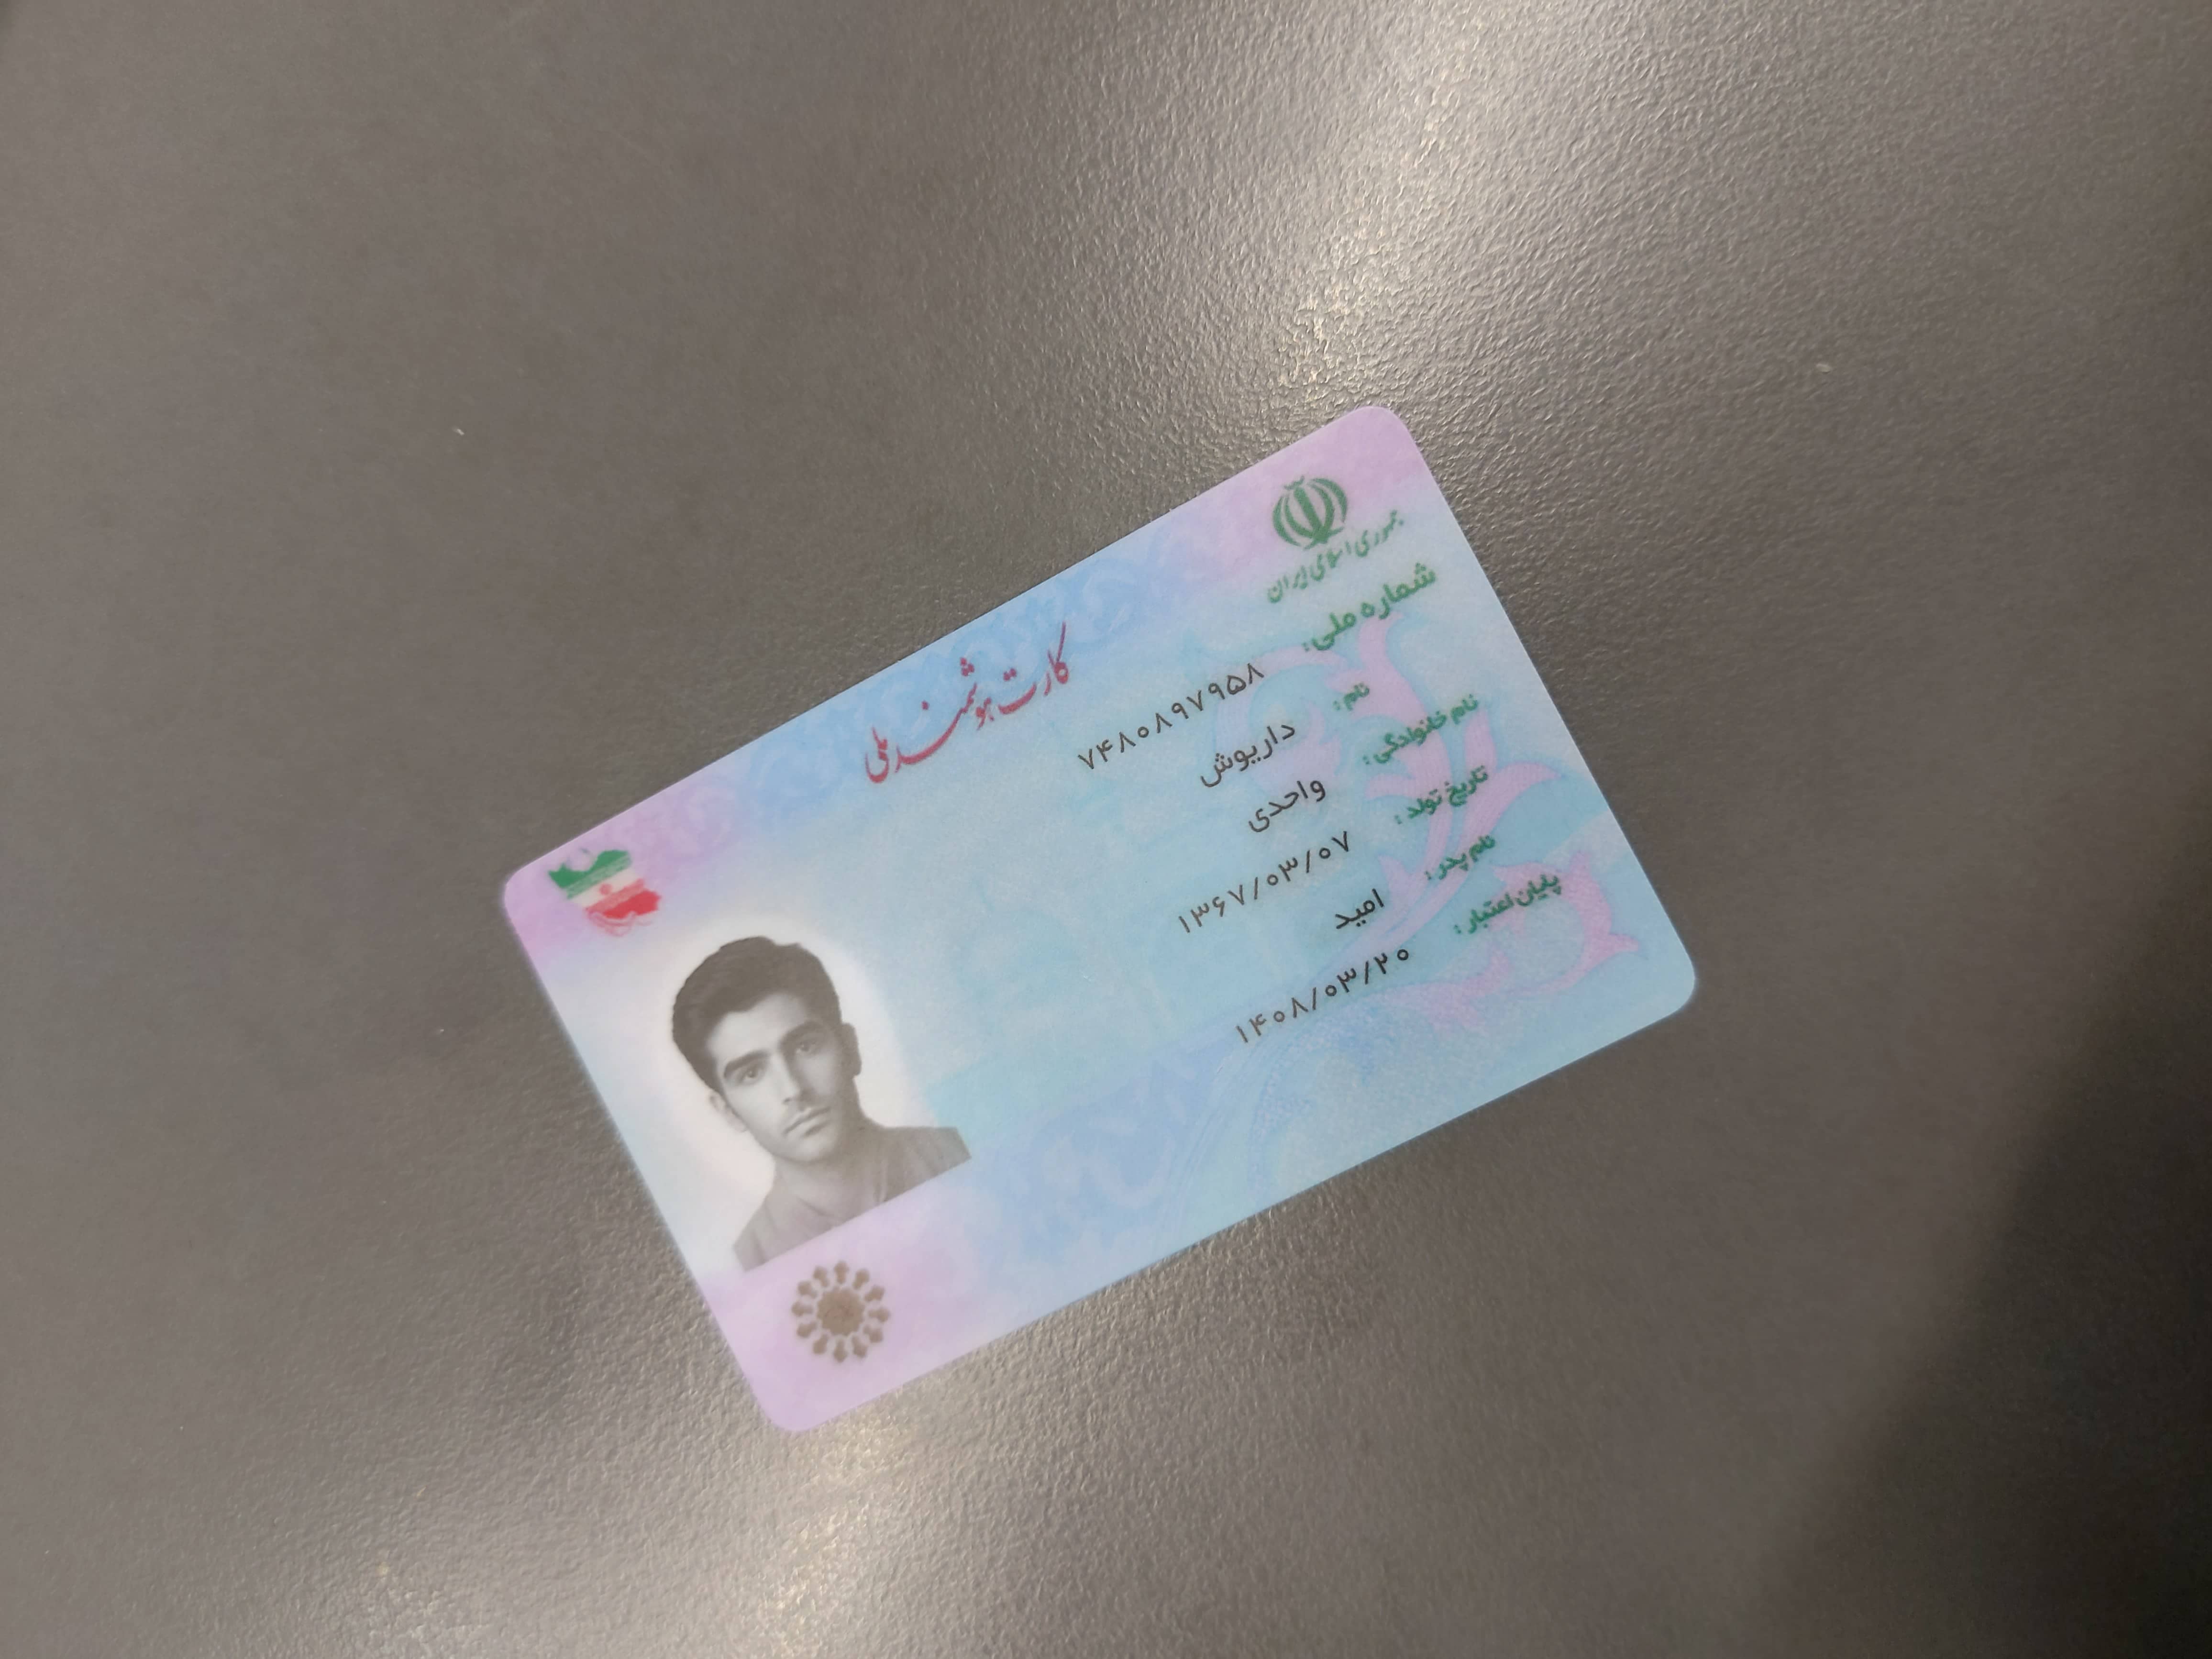 جمهوری اسلامی ایران
کارت هوشمند ملی
شماره ملی: ۷۴۸۰۸۹۷۹۵۸
نام: داریوش
نام خانوادگی: واحدی
تاریخ تولد: ۱۳۶۷/۰۳/۰۷
نام پدر: امید
پایان اعتبار: ۱۴۰۸/۰۳/۲۰